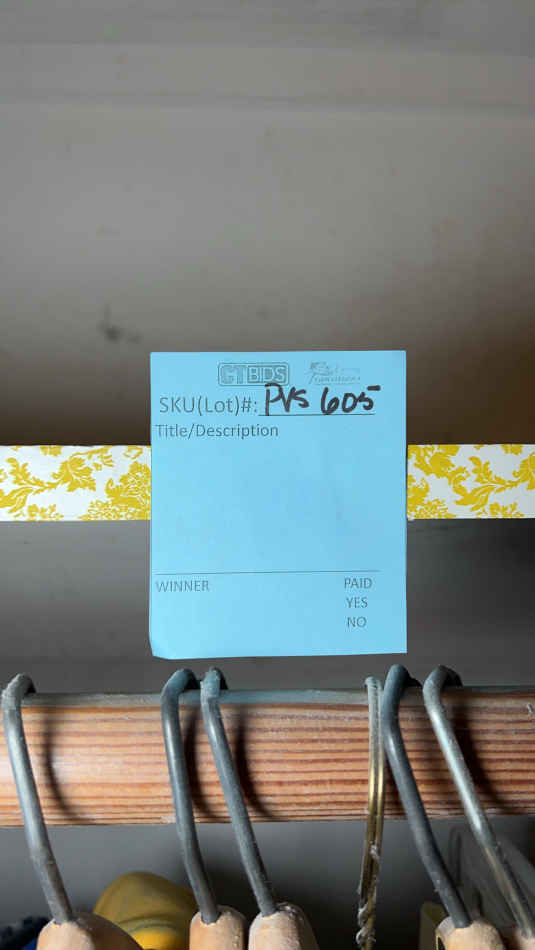 CTBIDS
SKU(Lot)#: PVS 605
Title/Description
WINNER PAID
YES
NO